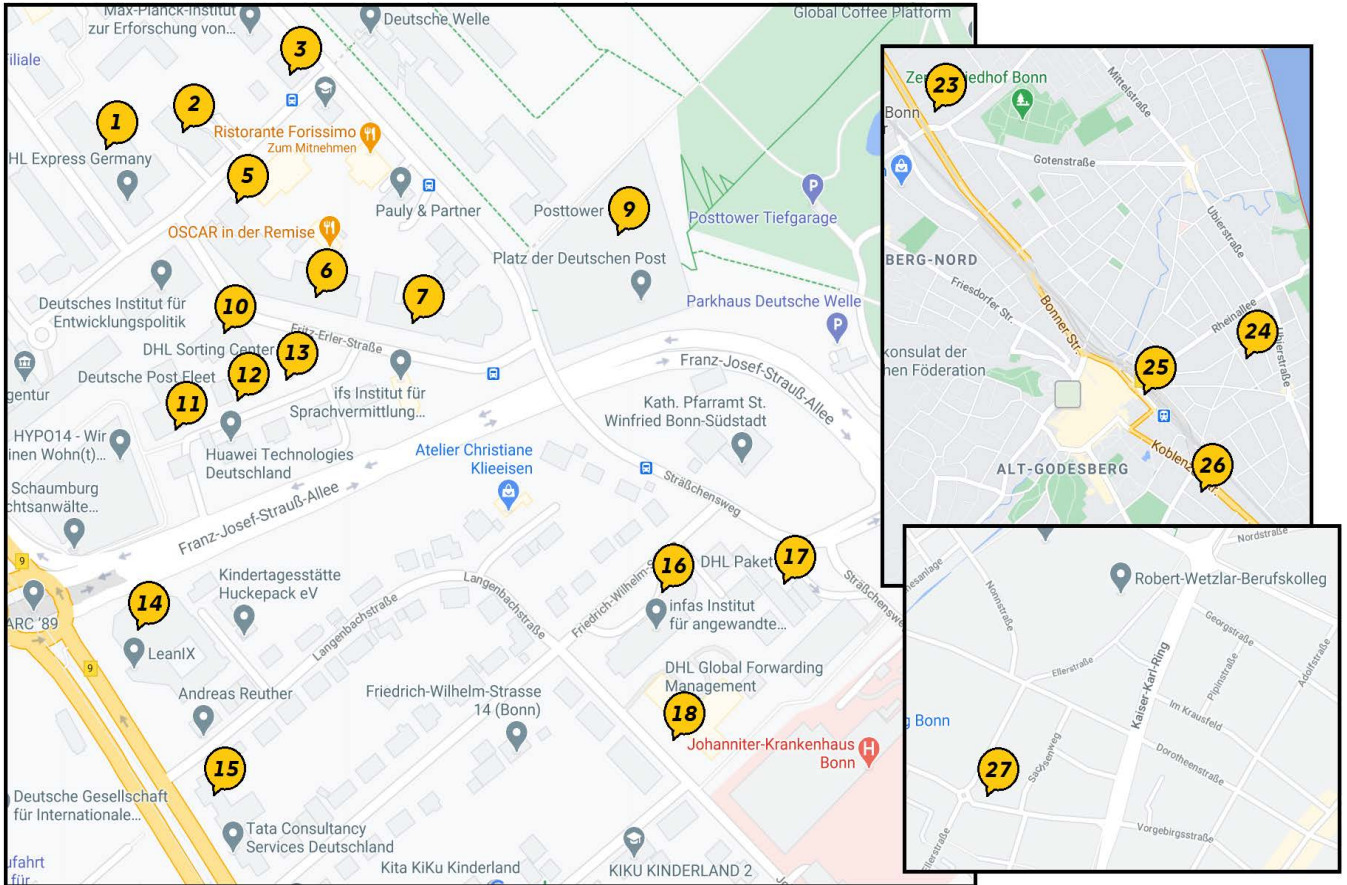 Max-Planck-Institut
zur Erforschung von...
Deutsche Welle
Global Coffee Platform
iliale
3
2
1
Ristorante Forissimo
Zum Mitnehmen
HL Express Germany
5
Pauly & Partner
Posttower
9
P
Posttower Tiefgarage
OSCAR in der Remise
Platz der Deutschen Post
6
7
Deutsches Institut für
Entwicklungspolitik
10
Parkhaus Deutsche Welle
P
Fritz-Erler-Straße
DHL Sorting Center
13
Deutsche Post Fleet
12
gentur
11
ifs Institut für
Sprachvermittlung...
Franz-Josef-Strauß-Allee
Kath. Pfarramt St.
Winfried Bonn-Südstadt
HYPO14 - Wir
inen Wohn(t)...
Huawei Technologies
Deutschland
Atelier Christiane
Klieeisen
Schaumburg
chtsanwälte...
Franz-Josef-Strauß-Allee
Sträßchensweg
9
16
DHL Paket
17
Kindertagesstätte
Huckepack eV
Langenbachstraße
Friedrich-Wilhelm-S
Sträßchensweg
14
ARC '89
infas Institut
für angewandte...
LeanIX
9
Langenbachstraße
DHL Global Forwarding
Management
Andreas Reuther
Friedrich-Wilhelm-Strasse
14 (Bonn)
18
Johanniter-Krankenhaus
Bonn
H
15
Deutsche Gesellschaft
für Internationale...
Tata Consultancy
Services Deutschland
ufahrt
für
Kita KiKu Kinderland
KIKU KINDERLAND 2
23
edhof Bonn
Mittelstraße
Bonn
Gotenstraße
Ubierstraße
BERG-NORD
Friesdorfer Str.
Bonner Str.
Rheinallee
24
Ubierstraße
konsulat der
hen Föderation
25
ALT-GODESBERG
Koblenz
26
Nordstraße
Robert-Wetzlar-Berufskolleg
hesanlage
Nonnstraße
Georgstraße
Ellerstraße
Kaiser-Karl-Ring
Pipinstraße
Adolfstraße
Im Krausfeld
g Bonn
Sachsenweg
Dorotheenstraße
27
Vorgebirgsstraße
Ellerstraße